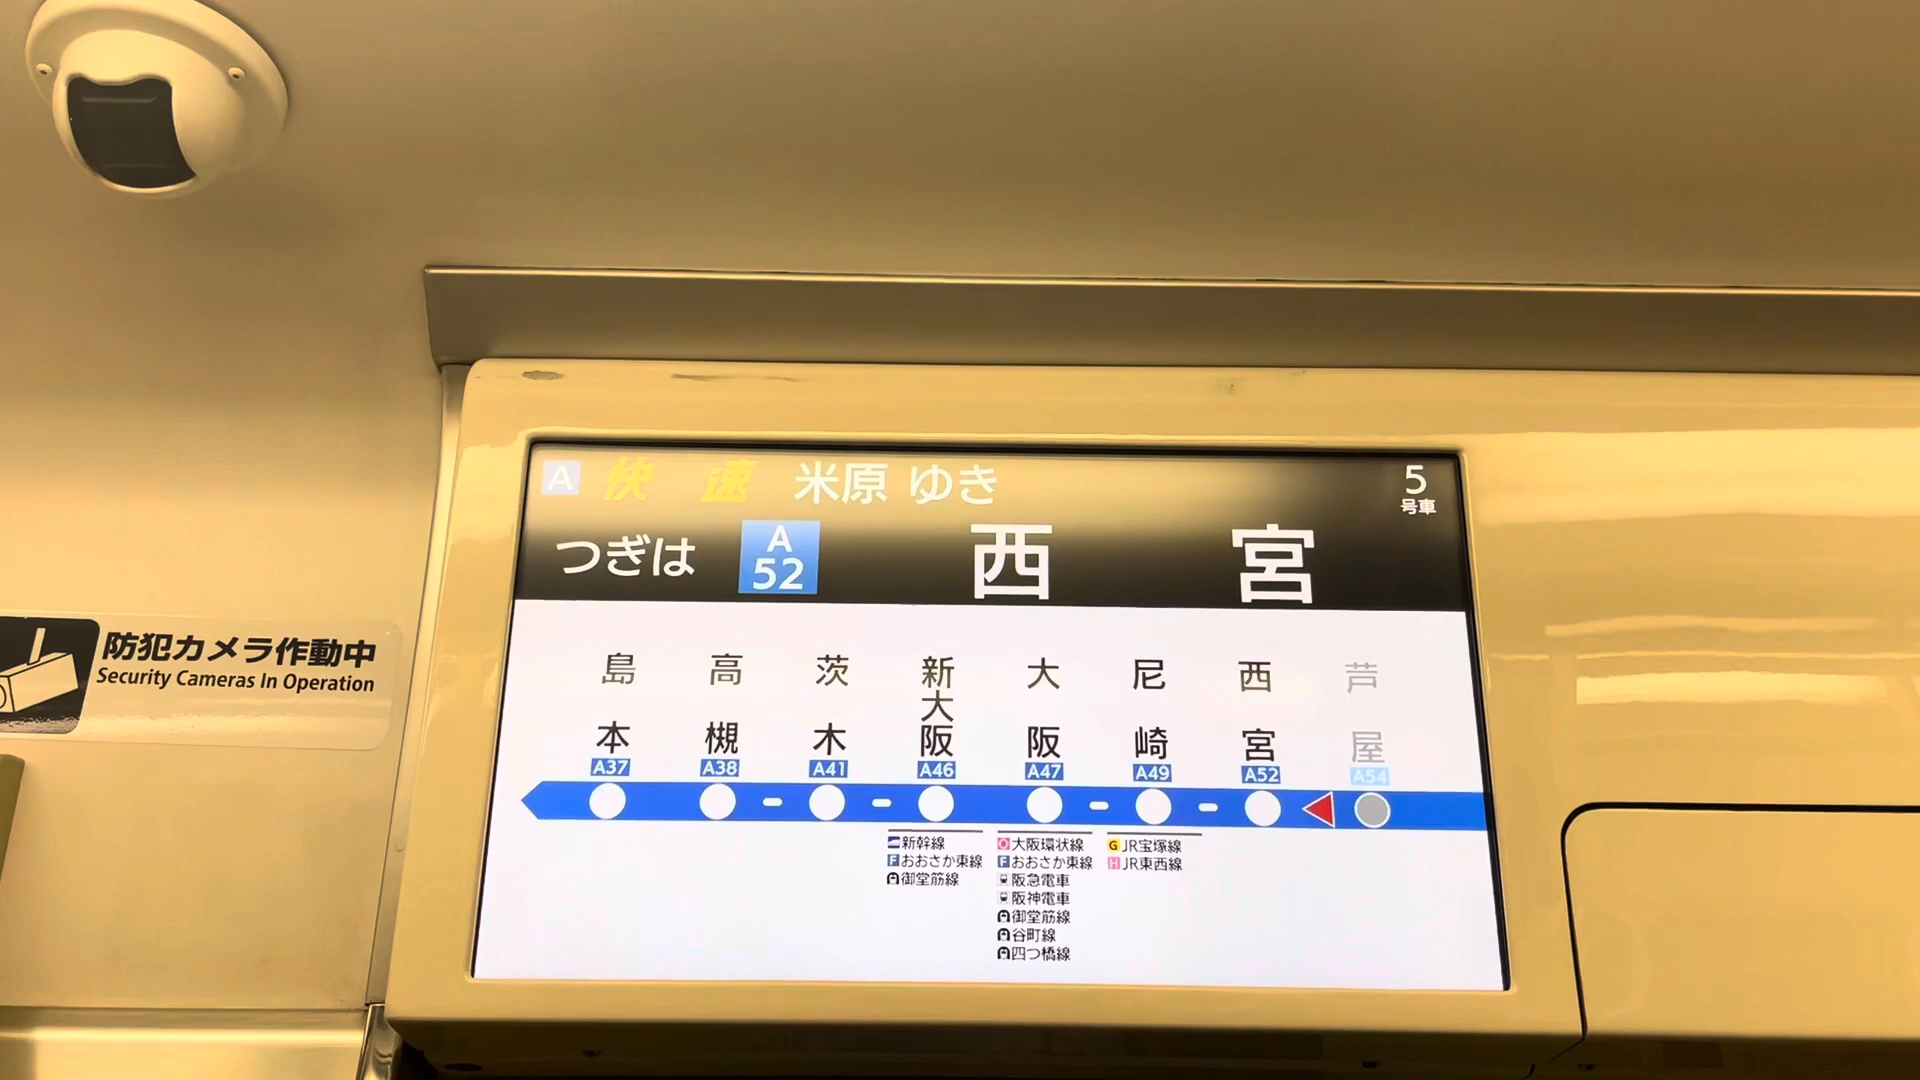 A 快速 米原 ゆき
5号車
つぎは A52 西宮
防犯カメラ作動中
Security Cameras In Operation
島本 高槻 茨木 新大阪 大阪 尼崎 西宮 芦屋
A37 A38 A41 A46 A47 A49 A52 A54
新幹線
F おおさか東線
御堂筋線
O 大阪環状線
F おおさか東線
阪急電車
阪神電車
御堂筋線
谷町線
四つ橋線
G JR宝塚線
H JR東西線